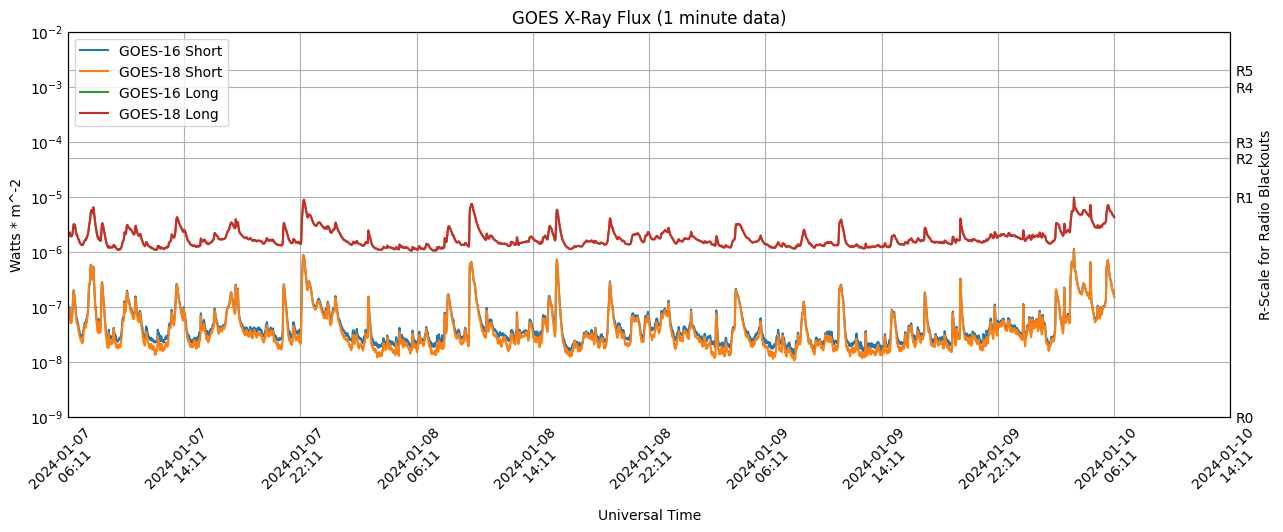 GOES X-Ray Flux (1 minute data)
GOES-16 Short
GOES-18 Short
GOES-16 Long
GOES-18 Long
10⁻²
10⁻³
10⁻⁴
10⁻⁵
10⁻⁶
10⁻⁷
10⁻⁸
10⁻⁹
Watts * m^-2
R5
R4
R3
R2
R1
R0
R-Scale for Radio Blackouts
2024-01-07
06:11
2024-01-07
14:11
2024-01-07
22:11
2024-01-08
06:11
2024-01-08
14:11
2024-01-08
22:11
2024-01-09
06:11
2024-01-09
14:11
2024-01-09
22:11
2024-01-10
06:11
2024-01-10
14:11
Universal Time